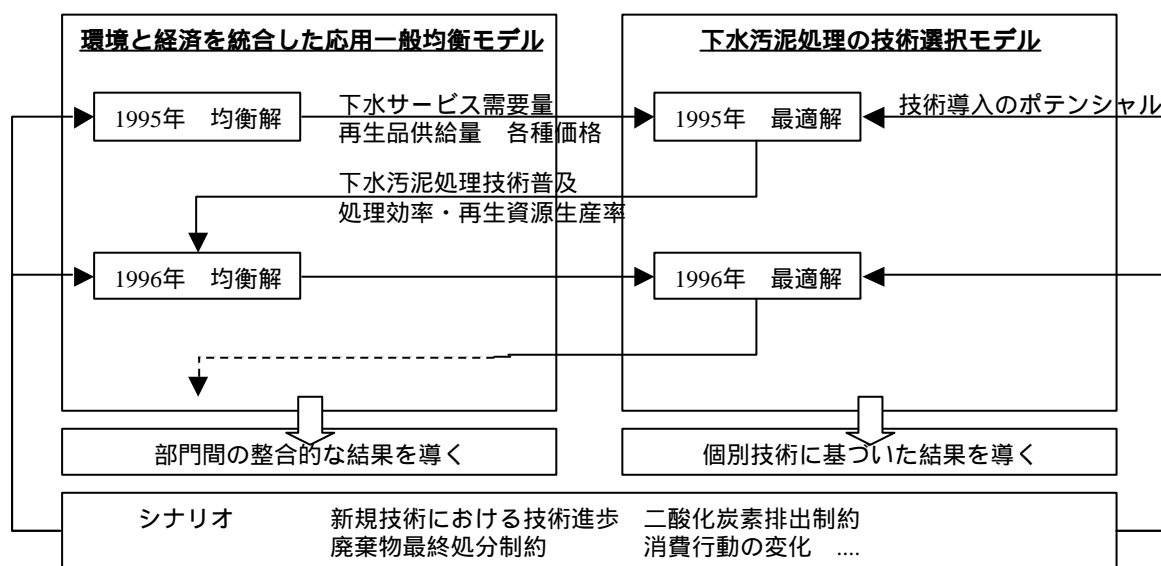 環境と経済を統合した応用一般均衡モデル
下水汚泥処理の技術選択モデル
1995年　均衡解
下水サービス需要量
再生品供給量　各種価格
1995年　最適解
技術導入のポテンシャル
下水汚泥処理技術普及
処理効率・再生資源生産率
1996年　均衡解
1996年　最適解
部門間の整合的な結果を導く
個別技術に基づいた結果を導く
シナリオ　新規技術における技術進歩　二酸化炭素排出制約
廃棄物最終処分制約　消費行動の変化　....